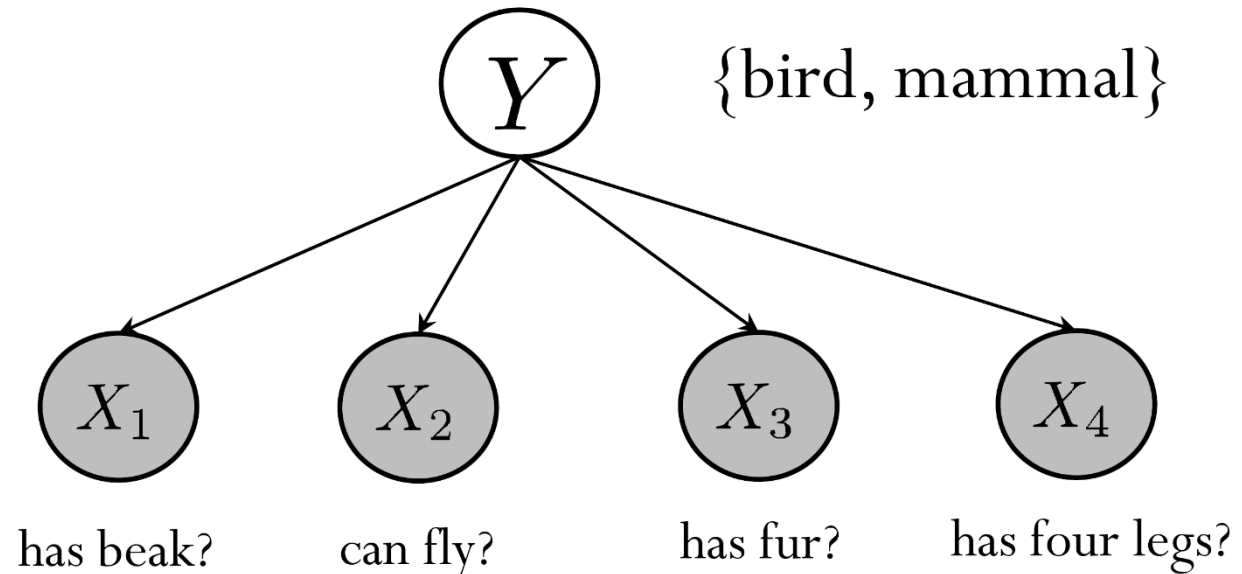 Y
{bird, mammal}
X₁
X₂
X₃
X₄
has beak?
can fly?
has fur?
has four legs?